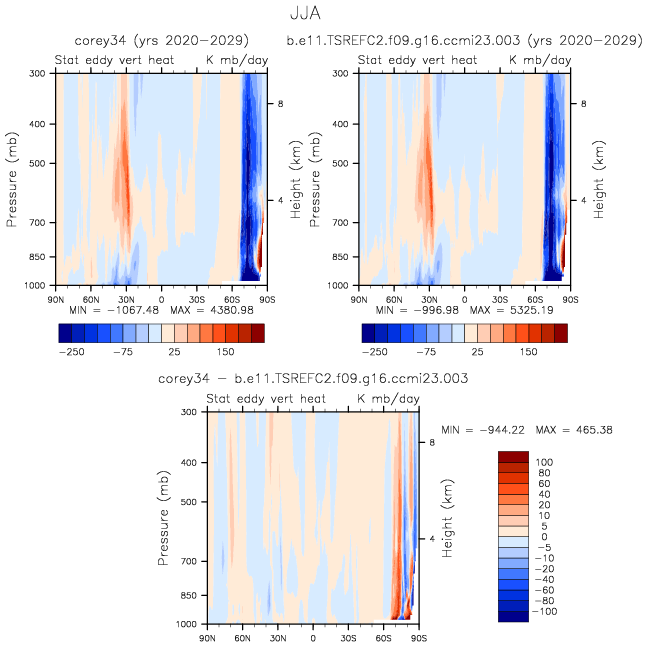 JJA
corey34 (yrs 2020-2029)
b.e11.TSREFC2.f09.g16.ccmi23.003 (yrs 2020-2029)
Stat eddy vert heat K mb/day
Stat eddy vert heat K mb/day
300
400
500
700
850
1000
Pressure (mb)
8
4
Height (km)
90N 60N 30N 0 30S 60S 90S
MIN = -1067.48 MAX = 4380.98
-250 -75 25 150
300
400
500
700
850
1000
Pressure (mb)
8
4
Height (km)
90N 60N 30N 0 30S 60S 90S
MIN = -996.98 MAX = 5325.19
-250 -75 25 150
corey34 - b.e11.TSREFC2.f09.g16.ccmi23.003
Stat eddy vert heat K mb/day
300
400
500
700
850
1000
Pressure (mb)
8
4
Height (km)
90N 60N 30N 0 30S 60S 90S
MIN = -944.22 MAX = 465.38
100
80
60
40
20
10
5
0
-5
-10
-20
-40
-60
-80
-100